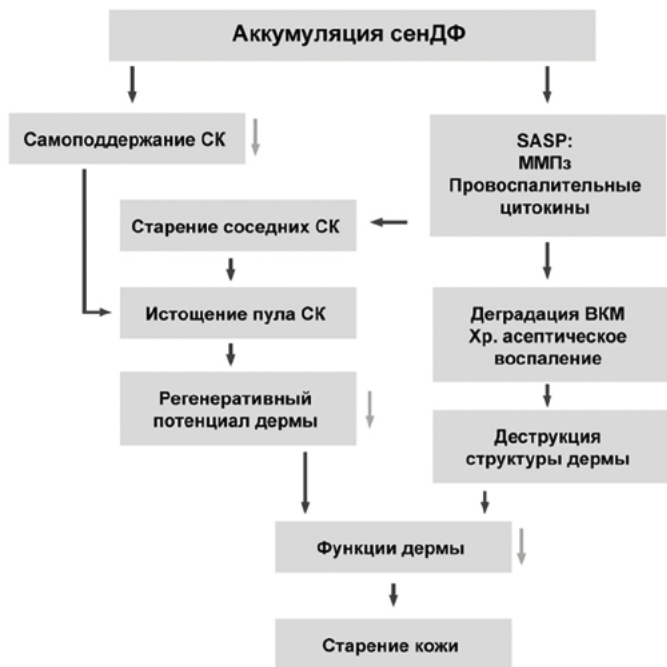 Аккумуляция сенДФ
Самоподдержание СК
SASP:
ММПз
Провоспалительные
цитокины
Старение соседних СК
Истощение пула СК
Деградация ВКМ
Хр. асептическое
воспаление
Регенеративный
потенциал дермы
Деструкция
структуры дермы
Функции дермы
Старение кожи